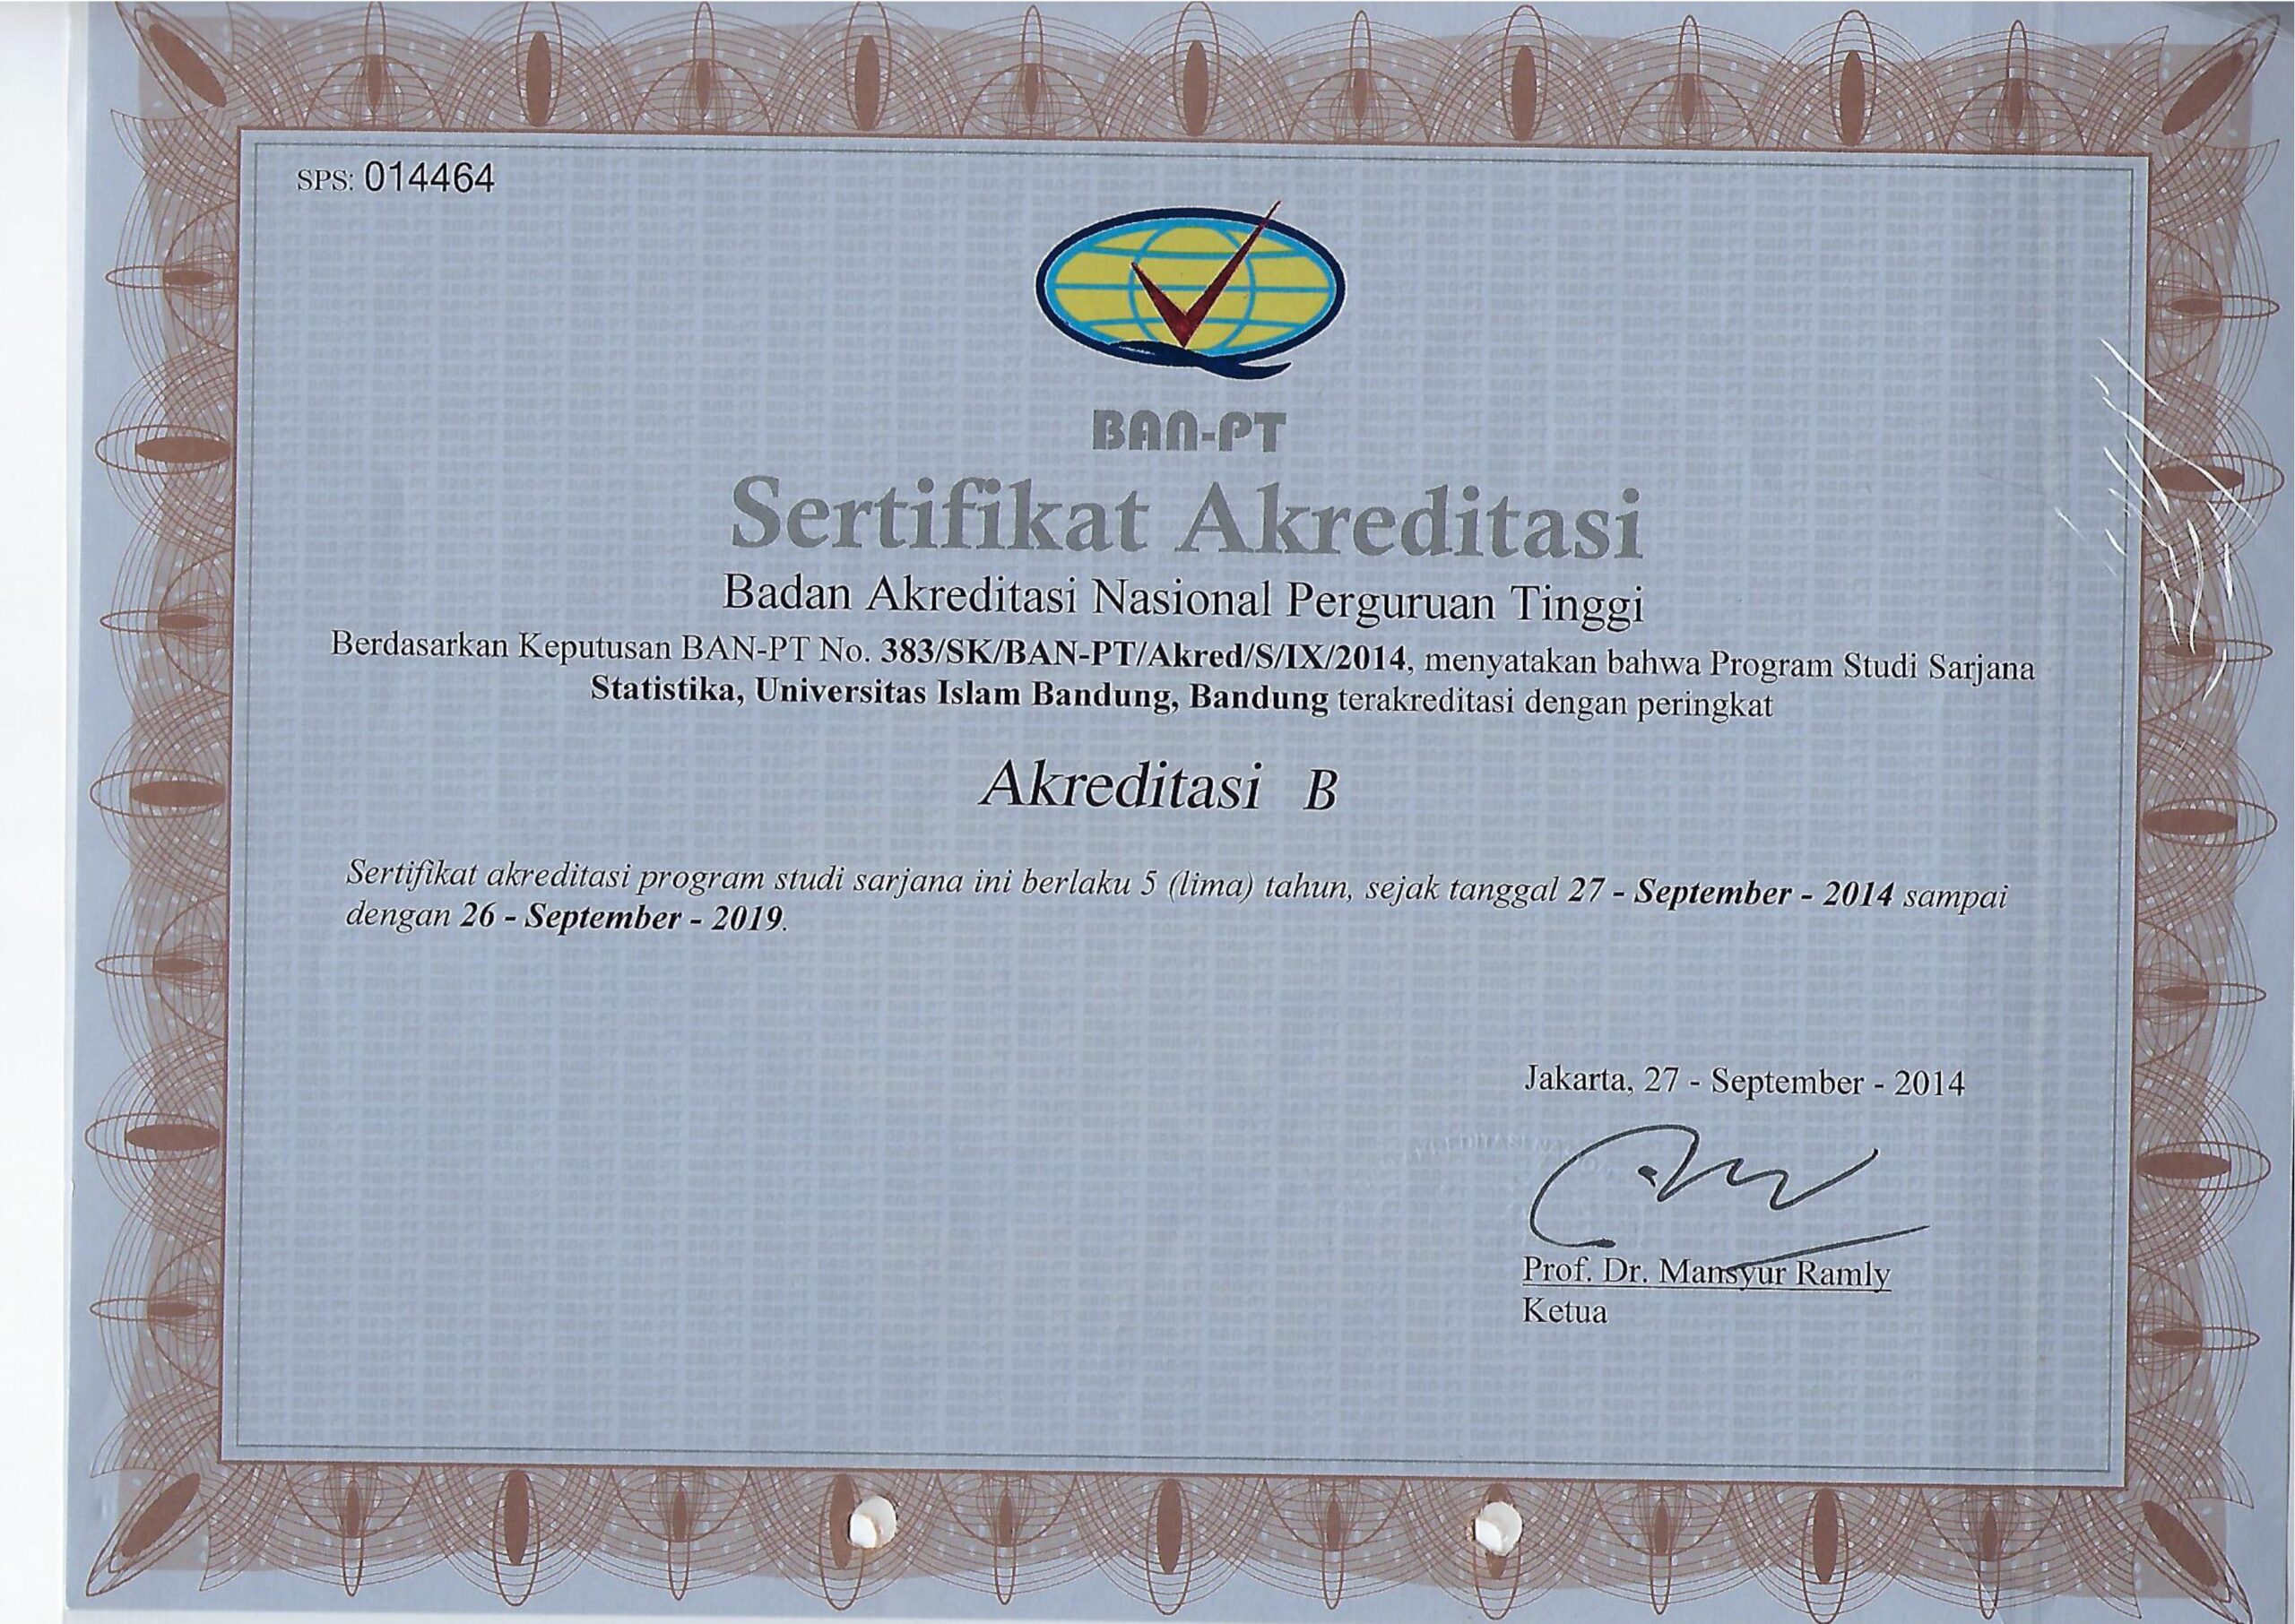 SPS: 014464
BAN-PT
Sertifikat Akreditasi
Badan Akreditasi Nasional Perguruan Tinggi
Berdasarkan Keputusan BAN-PT No. 383/SK/BAN-PT/Akred/S/IX/2014, menyatakan bahwa Program Studi Sarjana
Statistika, Universitas Islam Bandung, Bandung terakreditasi dengan peringkat
Akreditasi B
Sertifikat akreditasi program studi sarjana ini berlaku 5 (lima) tahun, sejak tanggal 27 - September - 2014 sampai
dengan 26 - September - 2019.
Jakarta, 27 - September - 2014
Prof. Dr. Mansyur Ramly
Ketua